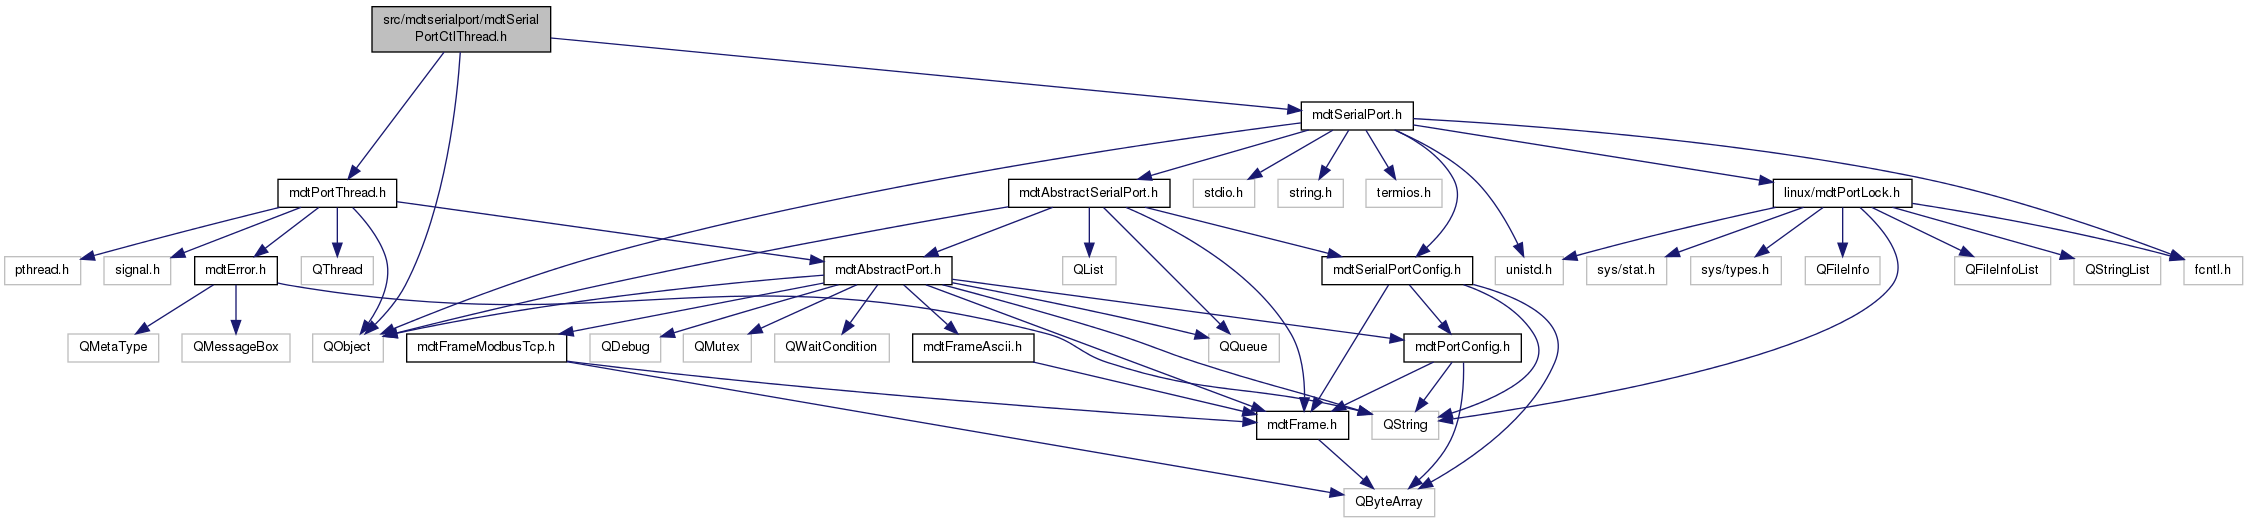 src/mdtserialport/mdtSerial
PortCtlThread.h
mdtSerialPort.h
mdtPortThread.h
mdtAbstractSerialPort.h
stdio.h
string.h
termios.h
linux/mdtPortLock.h
pthread.h
signal.h
mdtError.h
QThread
mdtAbstractPort.h
QList
mdtSerialPortConfig.h
unistd.h
sys/stat.h
sys/types.h
QFileInfo
QFileInfoList
QStringList
fcntl.h
QMetaType
QMessageBox
QObject
mdtFrameModbusTcp.h
QDebug
QMutex
QWaitCondition
mdtFrameAscii.h
QQueue
mdtPortConfig.h
mdtFrame.h
QString
QByteArray